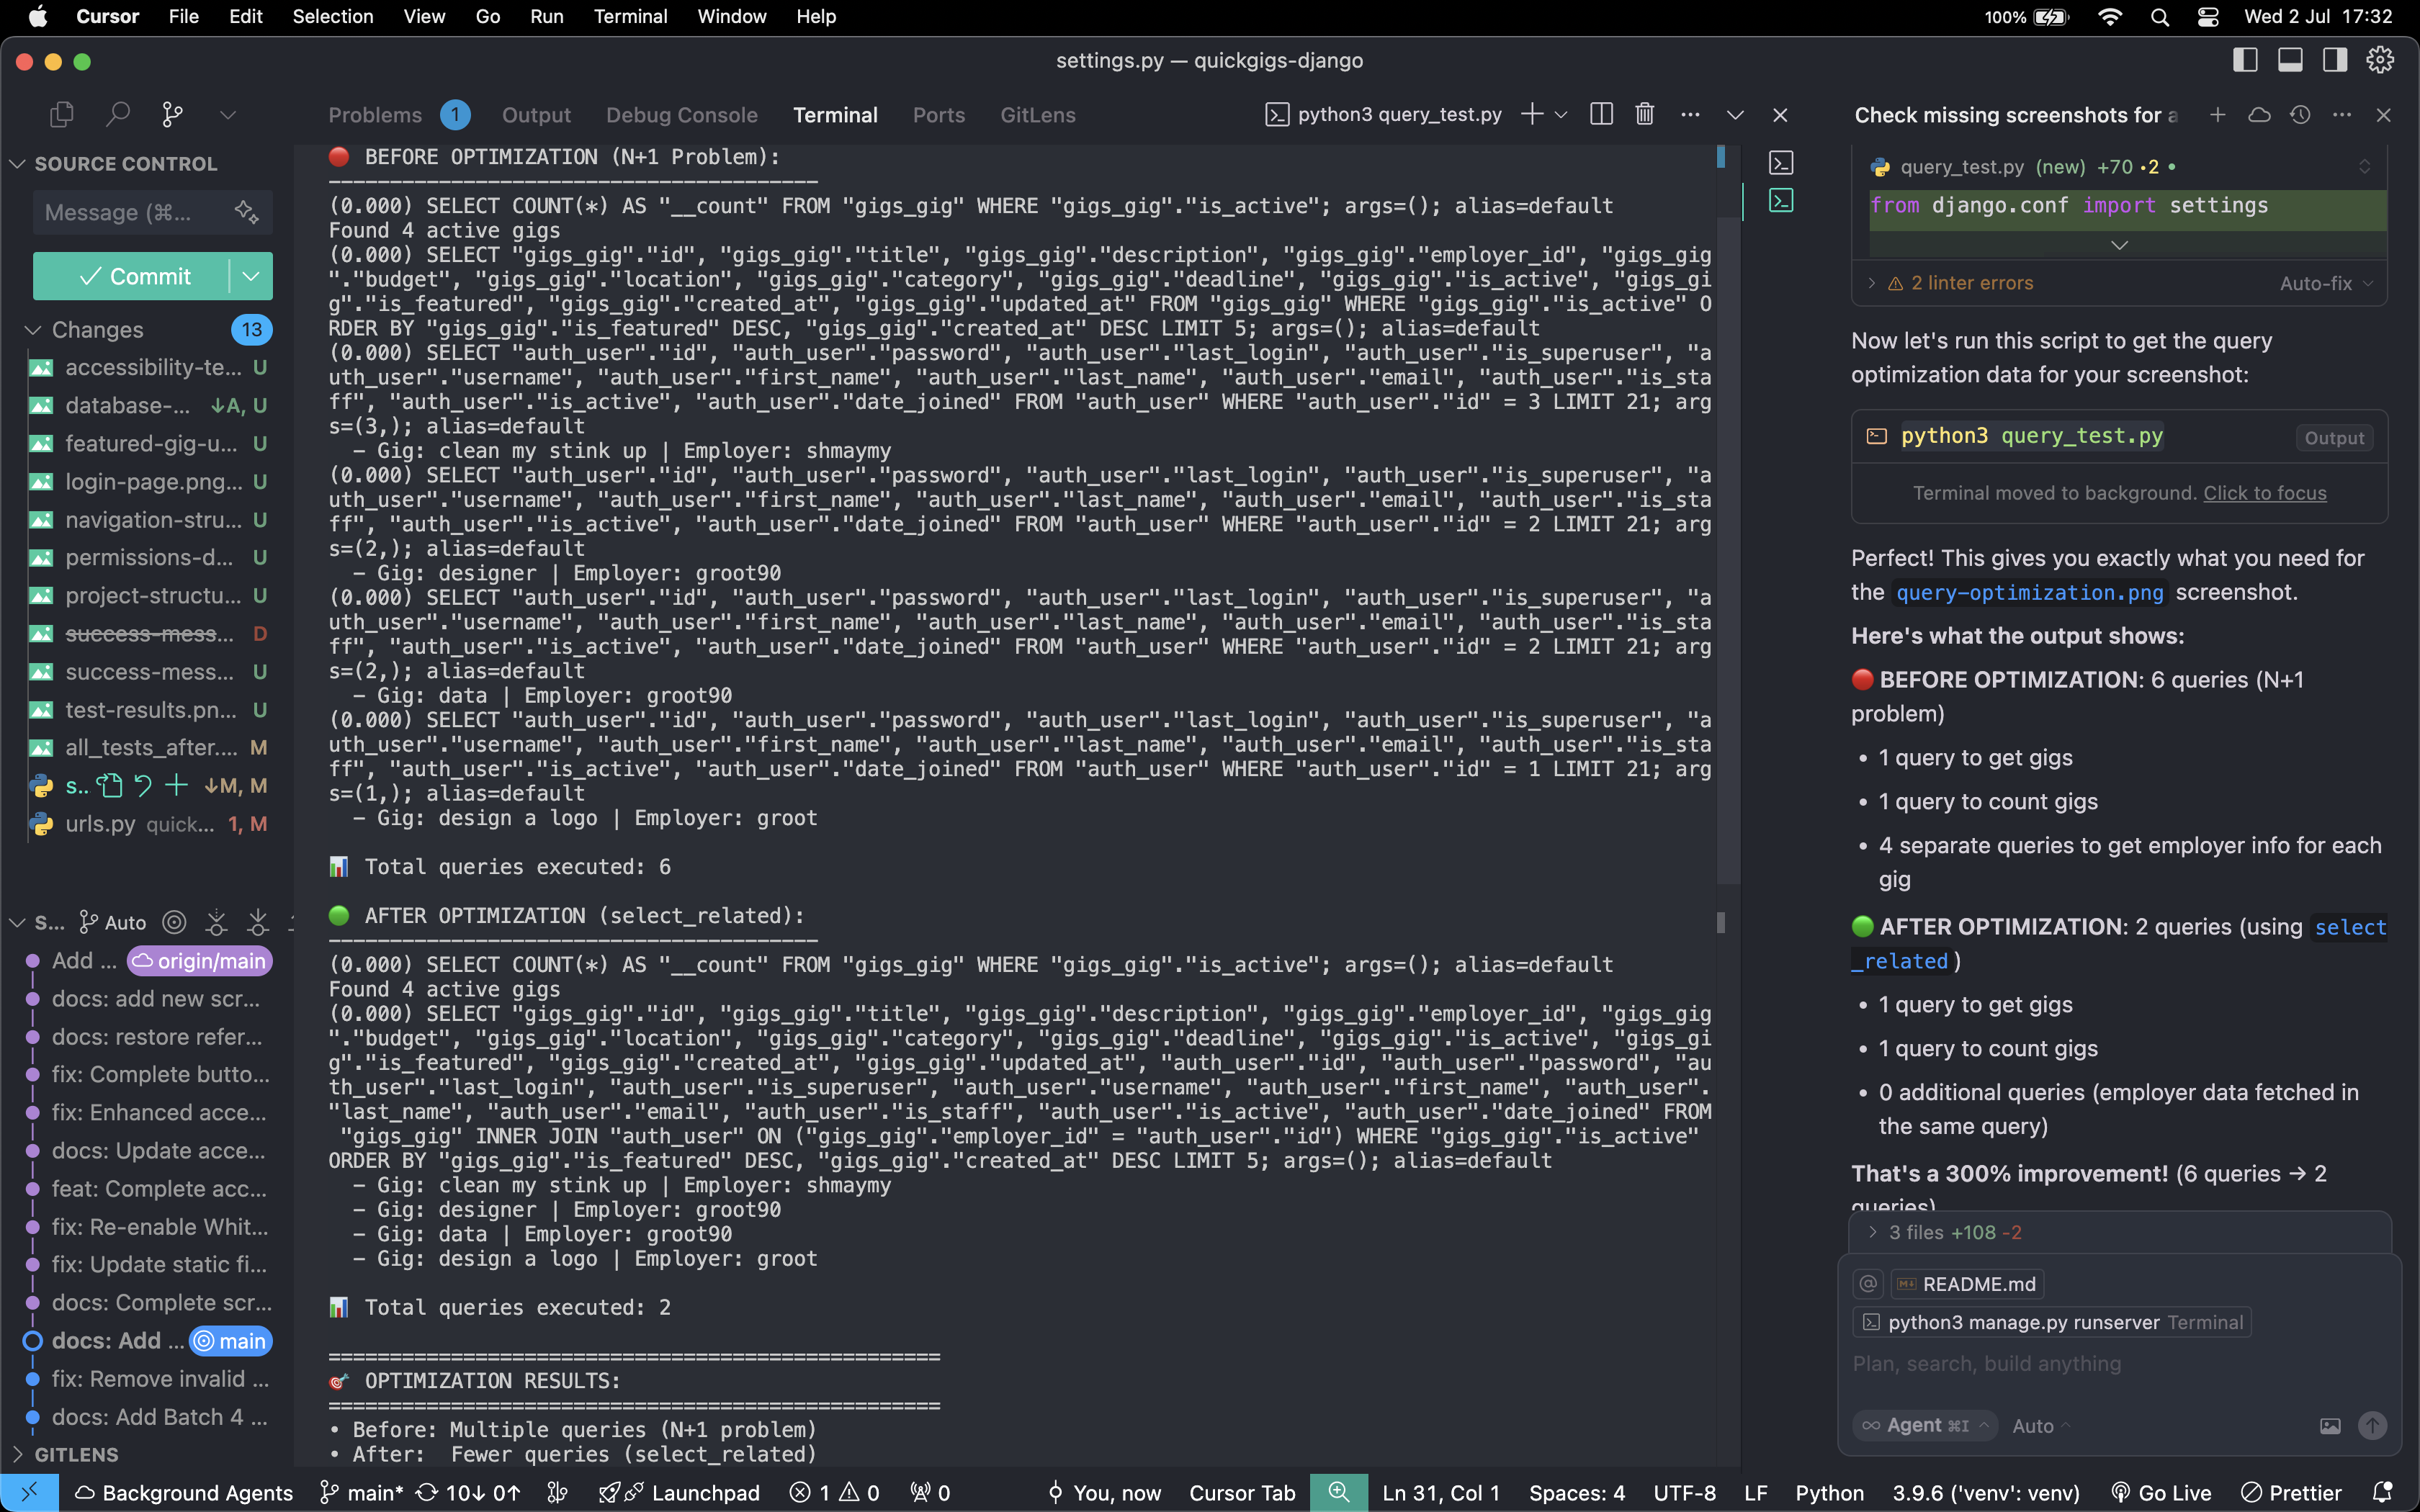 Cursor File Edit Selection View Go Run Terminal Window Help
100% Wed 2 Jul 17:32
settings.py — quickgigs-django
SOURCE CONTROL
Message (⌘...
Commit
Changes 13
accessibility-te... U
database-... ↓A, U
featured-gig-u... U
login-page.png... U
navigation-stru... U
permissions-d... U
project-structu... U
success-mess... D
success-mess... U
test-results.pn... U
all_tests_after.... M
s.. ↓M, M
urls.py quick... 1, M
S... Auto
Add ... origin/main
docs: add new scr...
docs: restore refer...
fix: Complete butto...
fix: Enhanced acce...
docs: Update acce...
feat: Complete acc...
fix: Re-enable Whit...
fix: Update static fi...
docs: Complete scr...
docs: Add ... main
fix: Remove invalid ...
docs: Add Batch 4 ...
GITLENS
Problems 1 Output Debug Console Terminal Ports GitLens
python3 query_test.py
🔴 BEFORE OPTIMIZATION (N+1 Problem):
----------------------------------------
(0.000) SELECT COUNT(*) AS "__count" FROM "gigs_gig" WHERE "gigs_gig"."is_active"; args=(); alias=default
Found 4 active gigs
(0.000) SELECT "gigs_gig"."id", "gigs_gig"."title", "gigs_gig"."description", "gigs_gig"."employer_id", "gigs_gig
"."budget", "gigs_gig"."location", "gigs_gig"."category", "gigs_gig"."deadline", "gigs_gig"."is_active", "gigs_gi
g"."is_featured", "gigs_gig"."created_at", "gigs_gig"."updated_at" FROM "gigs_gig" WHERE "gigs_gig"."is_active" O
RDER BY "gigs_gig"."is_featured" DESC, "gigs_gig"."created_at" DESC LIMIT 5; args=(); alias=default
(0.000) SELECT "auth_user"."id", "auth_user"."password", "auth_user"."last_login", "auth_user"."is_superuser", "a
uth_user"."username", "auth_user"."first_name", "auth_user"."last_name", "auth_user"."email", "auth_user"."is_sta
ff", "auth_user"."is_active", "auth_user"."date_joined" FROM "auth_user" WHERE "auth_user"."id" = 3 LIMIT 21; arg
s=(3,); alias=default
- Gig: clean my stink up | Employer: shmaymy
(0.000) SELECT "auth_user"."id", "auth_user"."password", "auth_user"."last_login", "auth_user"."is_superuser", "a
uth_user"."username", "auth_user"."first_name", "auth_user"."last_name", "auth_user"."email", "auth_user"."is_sta
ff", "auth_user"."is_active", "auth_user"."date_joined" FROM "auth_user" WHERE "auth_user"."id" = 2 LIMIT 21; arg
s=(2,); alias=default
- Gig: designer | Employer: groot90
(0.000) SELECT "auth_user"."id", "auth_user"."password", "auth_user"."last_login", "auth_user"."is_superuser", "a
uth_user"."username", "auth_user"."first_name", "auth_user"."last_name", "auth_user"."email", "auth_user"."is_sta
ff", "auth_user"."is_active", "auth_user"."date_joined" FROM "auth_user" WHERE "auth_user"."id" = 2 LIMIT 21; arg
s=(2,); alias=default
- Gig: data | Employer: groot90
(0.000) SELECT "auth_user"."id", "auth_user"."password", "auth_user"."last_login", "auth_user"."is_superuser", "a
uth_user"."username", "auth_user"."first_name", "auth_user"."last_name", "auth_user"."email", "auth_user"."is_sta
ff", "auth_user"."is_active", "auth_user"."date_joined" FROM "auth_user" WHERE "auth_user"."id" = 1 LIMIT 21; arg
s=(1,); alias=default
- Gig: design a logo | Employer: groot
📊 Total queries executed: 6
🟢 AFTER OPTIMIZATION (select_related):
----------------------------------------
(0.000) SELECT COUNT(*) AS "__count" FROM "gigs_gig" WHERE "gigs_gig"."is_active"; args=(); alias=default
Found 4 active gigs
(0.000) SELECT "gigs_gig"."id", "gigs_gig"."title", "gigs_gig"."description", "gigs_gig"."employer_id", "gigs_gig
"."budget", "gigs_gig"."location", "gigs_gig"."category", "gigs_gig"."deadline", "gigs_gig"."is_active", "gigs_gi
g"."is_featured", "gigs_gig"."created_at", "gigs_gig"."updated_at", "auth_user"."id", "auth_user"."password", "au
th_user"."last_login", "auth_user"."is_superuser", "auth_user"."username", "auth_user"."first_name", "auth_user".
"last_name", "auth_user"."email", "auth_user"."is_staff", "auth_user"."is_active", "auth_user"."date_joined" FROM
"gigs_gig" INNER JOIN "auth_user" ON ("gigs_gig"."employer_id" = "auth_user"."id") WHERE "gigs_gig"."is_active"
ORDER BY "gigs_gig"."is_featured" DESC, "gigs_gig"."created_at" DESC LIMIT 5; args=(); alias=default
- Gig: clean my stink up | Employer: shmaymy
- Gig: designer | Employer: groot90
- Gig: data | Employer: groot90
- Gig: design a logo | Employer: groot
📊 Total queries executed: 2
==================================================
🎯 OPTIMIZATION RESULTS:
==================================================
• Before: Multiple queries (N+1 problem)
• After: Fewer queries (select_related)
Check missing screenshots for a
query_test.py (new) +70 •2 •
from django.conf import settings
2 linter errors Auto-fix
Now let's run this script to get the query
optimization data for your screenshot:
python3 query_test.py Output
Terminal moved to background. Click to focus
Perfect! This gives you exactly what you need for
the query-optimization.png screenshot.
Here's what the output shows:
🔴 BEFORE OPTIMIZATION: 6 queries (N+1
problem)
• 1 query to get gigs
• 1 query to count gigs
• 4 separate queries to get employer info for each
gig
🟢 AFTER OPTIMIZATION: 2 queries (using select
_related)
• 1 query to get gigs
• 1 query to count gigs
• 0 additional queries (employer data fetched in
the same query)
That's a 300% improvement! (6 queries → 2
queries)
3 files +108 -2
@ README.md
python3 manage.py runserver Terminal
Plan, search, build anything
∞ Agent ⌘I Auto
Background Agents main* 10↓ 0↑ Launchpad 1 0 0 You, now Cursor Tab Ln 31, Col 1 Spaces: 4 UTF-8 LF Python 3.9.6 ('venv': venv) Go Live Prettier